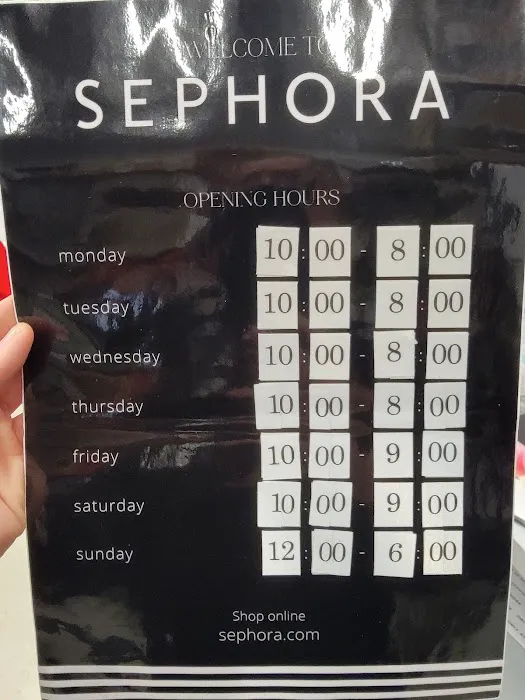 WELCOME TO
SEPHORA
OPENING HOURS
monday 10:00 - 8:00
tuesday 10:00 - 8:00
wednesday 10:00 - 8:00
thursday 10:00 - 8:00
friday 10:00 - 9:00
saturday 10:00 - 9:00
sunday 12:00 - 6:00
Shop online
sephora.com